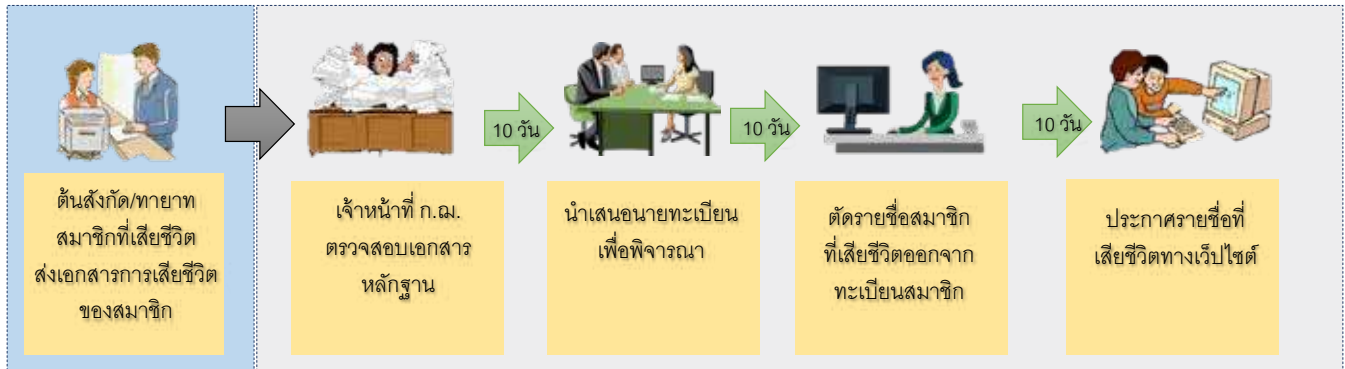 ต้นสังกัด/ทายาท
สมาชิกที่เสียชีวิต
ส่งเอกสารการเสียชีวิต
ของสมาชิก
เจ้าหน้าที่ ก.ฌ.
ตรวจสอบเอกสาร
หลักฐาน
10 วัน
นำเสนอนายทะเบียน
เพื่อพิจารณา
10 วัน
ตัดรายชื่อสมาชิก
ที่เสียชีวิตออกจาก
ทะเบียนสมาชิก
10 วัน
ประกาศรายชื่อที่
เสียชีวิตทางเว็ปไซต์